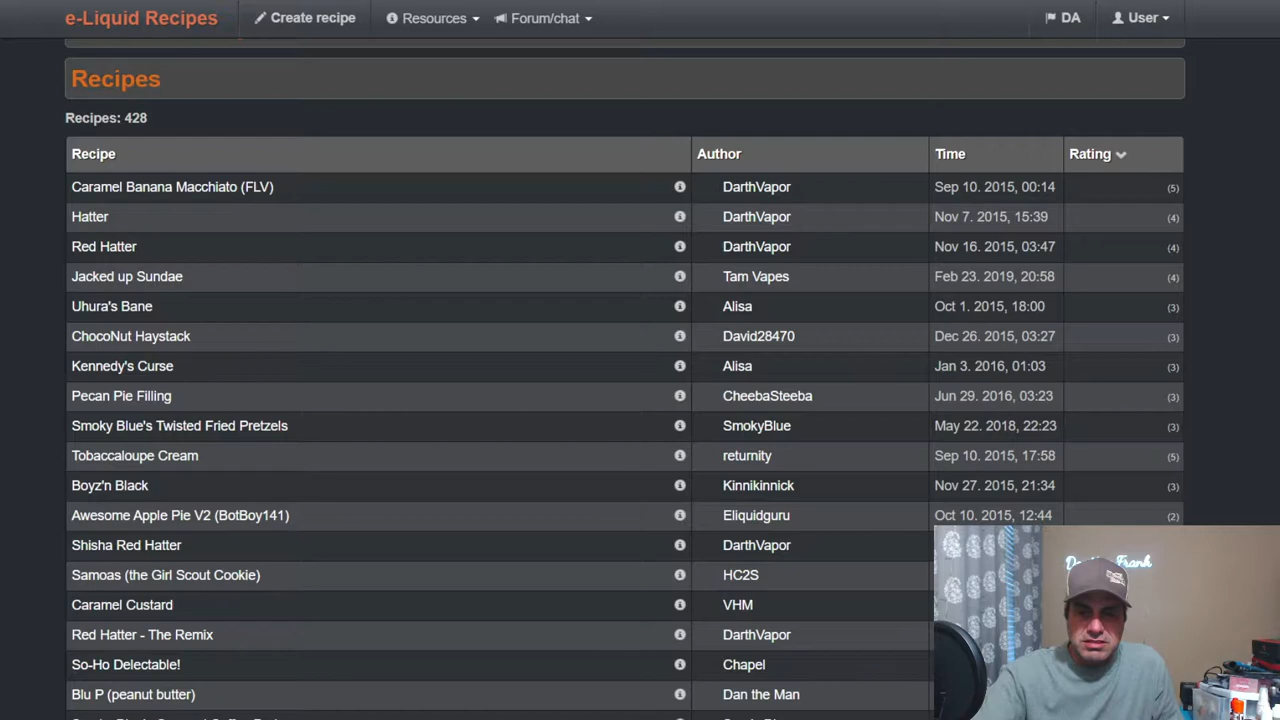 e-Liquid Recipes Create recipe Resources Forum/chat DA User
Recipes
Recipes: 428
Recipe Author Time Rating
Caramel Banana Macchiato (FLV) DarthVapor Sep 10. 2015, 00:14 (5)
Hatter DarthVapor Nov 7. 2015, 15:39 (4)
Red Hatter DarthVapor Nov 16. 2015, 03:47 (4)
Jacked up Sundae Tam Vapes Feb 23. 2019, 20:58 (4)
Uhura's Bane Alisa Oct 1. 2015, 18:00 (3)
ChocoNut Haystack David28470 Dec 26. 2015, 03:27 (3)
Kennedy's Curse Alisa Jan 3. 2016, 01:03 (3)
Pecan Pie Filling CheebaSteeba Jun 29. 2016, 03:23 (3)
Smoky Blue's Twisted Fried Pretzels SmokyBlue May 22. 2018, 22:23 (3)
Tobaccaloupe Cream returnity Sep 10. 2015, 17:58 (5)
Boyz'n Black Kinnikinnick Nov 27. 2015, 21:34 (3)
Awesome Apple Pie V2 (BotBoy141) Eliquidguru Oct 10. 2015, 12:44 (2)
Shisha Red Hatter DarthVapor
Samoas (the Girl Scout Cookie) HC2S
Caramel Custard VHM
Red Hatter - The Remix DarthVapor
So-Ho Delectable! Chapel
Blu P (peanut butter) Dan the Man